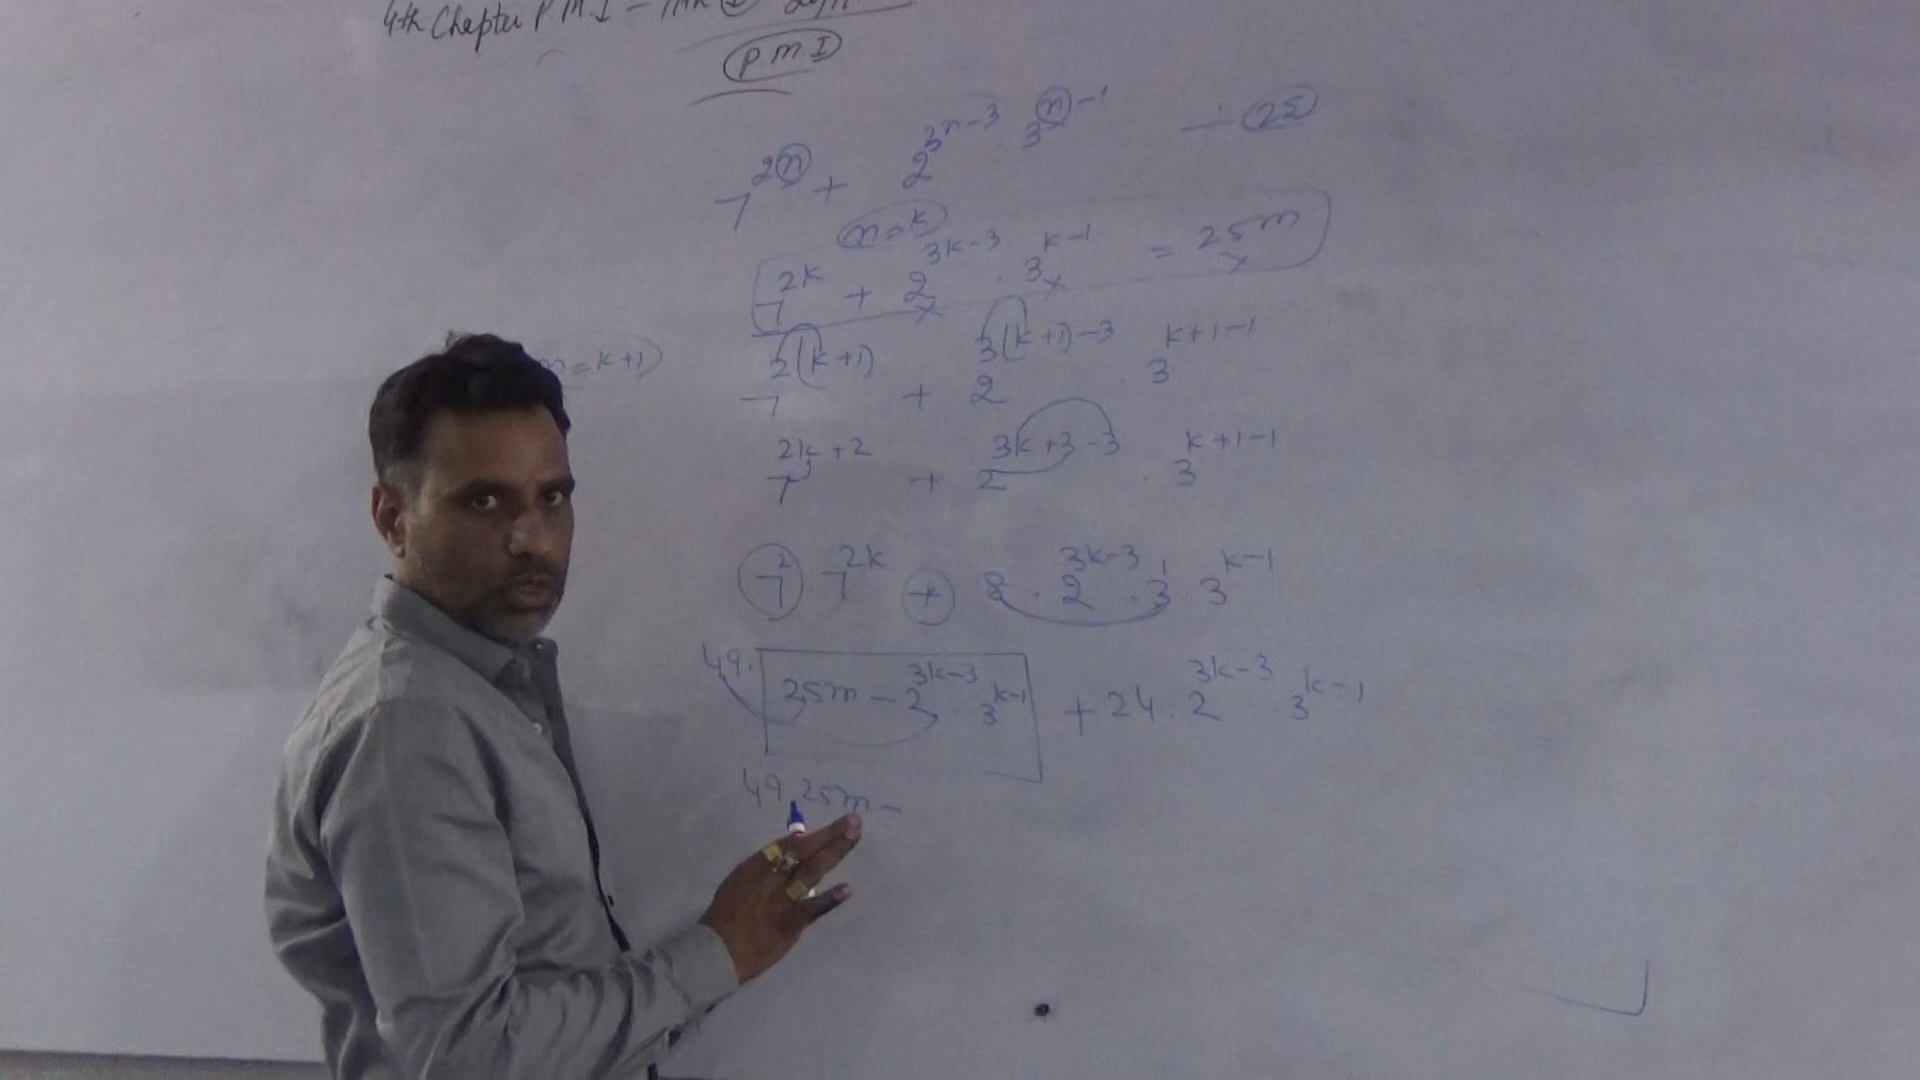 4th Chapter P.M.I -
P M I
7^{2n} + 2^{3n-3} . 3^{n-1} ÷ 25
n=k
7^{2k} + 2^{3k-3} . 3^{k-1} = 25m
n=k+1
7^{2(k+1)} + 2^{3(k+1)-3} . 3^{k+1-1}
7^{2k+2} + 2^{3k+3-3} . 3^{k+1-1}
7^2 . 7^{2k} + 8 . 2^{3k-3} . 3^1 . 3^{k-1}
49 . 25m - 2^{3k-3} . 3^{k-1} + 24 . 2^{3k-3} . 3^{k-1}
49.25m -